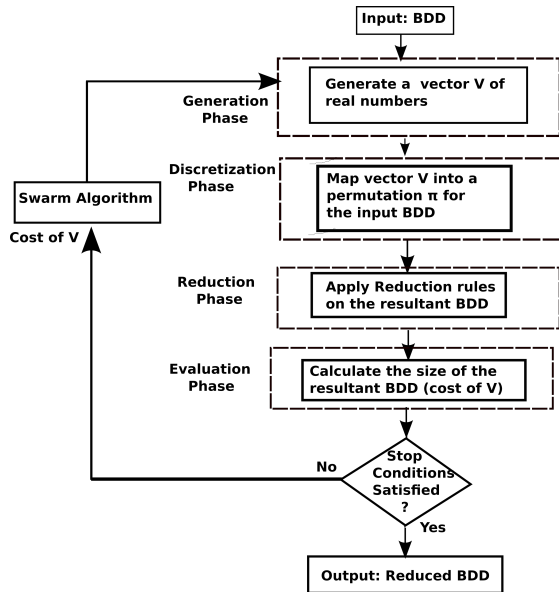 Input: BDD
Generate a vector V of
real numbers
Generation
Phase
Discretization
Phase
Map vector V into a
permutation π for
the input BDD
Swarm Algorithm
Cost of V
Reduction
Phase
Apply Reduction rules
on the resultant BDD
Evaluation
Phase
Calculate the size of the
resultant BDD (cost of V)
Stop
Conditions
Satisfied
?
No
Yes
Output: Reduced BDD